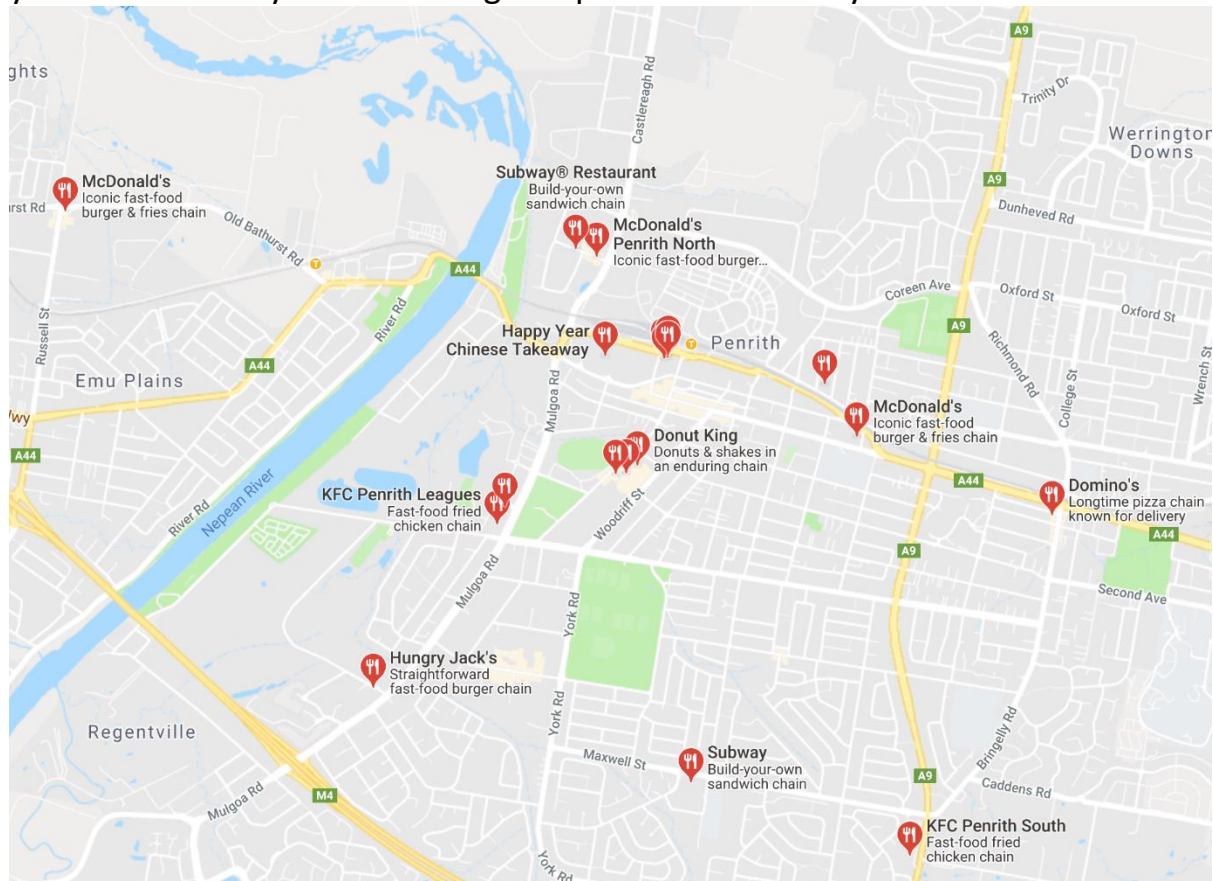 ghts
A9
Castlereagh Rd
Trinity Dr
Werrington
Downs
McDonald's
Iconic fast-food
burger & fries chain
Subway® Restaurant
Build-your-own
sandwich chain
A9
urst Rd
Old Bathurst Rd
T
McDonald's
Penrith North
Iconic fast-food burger...
Dunheved Rd
A44
Coreen Ave
Oxford St
Oxford St
River Rd
Russell St
Happy Year
Chinese Takeaway
T
Penrith
A9
Richmond Rd
A44
Emu Plains
College St
Wrench St
Mulgoa Rd
wy
McDonald's
Iconic fast-food
burger & fries chain
A44
Donut King
Donuts & shakes in
an enduring chain
Nepean River
River Rd
KFC Penrith Leagues
Fast-food fried
chicken chain
Woodriff St
A44
Domino's
Longtime pizza chain
known for delivery
A44
A9
Mulgoa Rd
York Rd
Second Ave
Hungry Jack's
Straightforward
fast-food burger chain
Regentville
York Rd
Maxwell St
Subway
Build-your-own
sandwich chain
Bringelly Rd
A9
Caddens Rd
M4
Mulgoa Rd
KFC Penrith South
Fast-food fried
chicken chain
York Rd